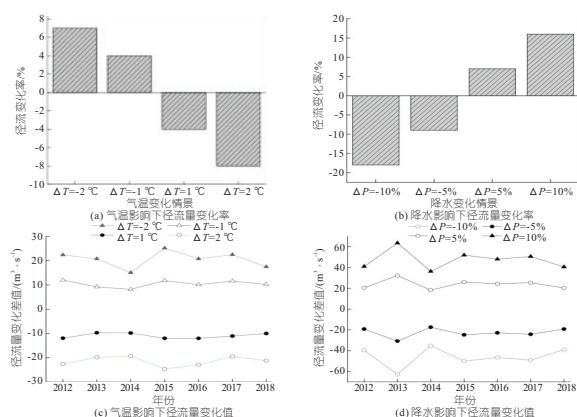 径流变化率/%
8
6
4
2
0
-2
-4
-6
-8
-10
ΔT=-2 ℃ ΔT=-1 ℃ ΔT=1 ℃ ΔT=2 ℃
气温变化情景
(a) 气温影响下径流量变化率
径流变化率/%
20
15
10
5
0
-5
-10
-15
-20
ΔP=-10% ΔP=-5% ΔP=5% ΔP=10%
降水变化情景
(b) 降水影响下径流量变化率
径流量变化差值/(m³·s⁻¹)
ΔT=-2 ℃ ΔT=-1 ℃
ΔT=1 ℃ ΔT=2 ℃
30
20
10
0
-10
-20
-30
2012 2013 2014 2015 2016 2017 2018
年份
(c) 气温影响下径流量变化值
径流量变化差值/(m³·s⁻¹)
ΔP=-10% ΔP=-5%
ΔP=5% ΔP=10%
60
40
20
0
-20
-40
-60
2012 2013 2014 2015 2016 2017 2018
年份
(d) 降水影响下径流量变化值